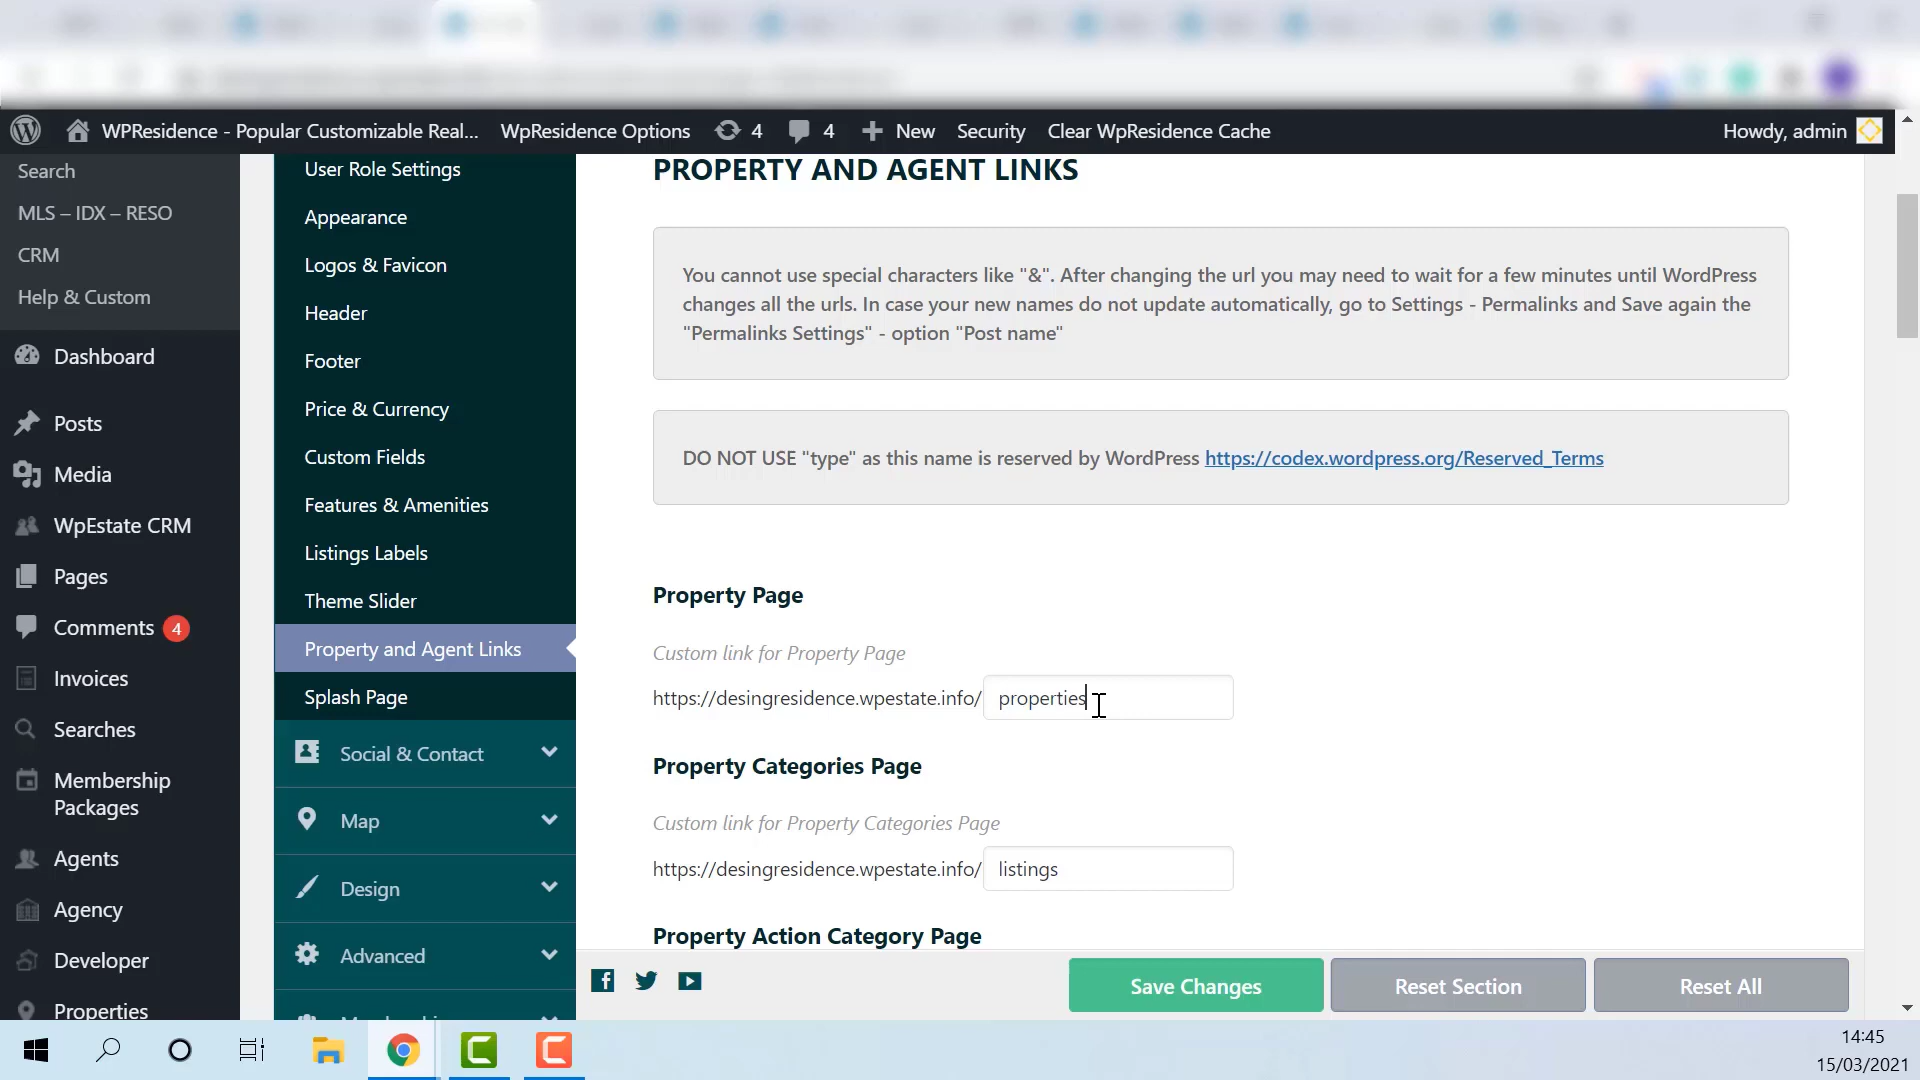 WPResidence - Popular Customizable Real... WpResidence Options 4 4 New Security Clear WpResidence Cache Howdy, admin
Search
MLS – IDX – RESO
CRM
Help & Custom
Dashboard
Posts
Media
WpEstate CRM
Pages
Comments 4
Invoices
Searches
Membership
Packages
Agents
Agency
Developer
Properties
User Role Settings
Appearance
Logos & Favicon
Header
Footer
Price & Currency
Custom Fields
Features & Amenities
Listings Labels
Theme Slider
Property and Agent Links
Splash Page
Social & Contact
Map
Design
Advanced
PROPERTY AND AGENT LINKS
You cannot use special characters like "&". After changing the url you may need to wait for a few minutes until WordPress
changes all the urls. In case your new names do not update automatically, go to Settings - Permalinks and Save again the
"Permalinks Settings" - option "Post name"
DO NOT USE "type" as this name is reserved by WordPress https://codex.wordpress.org/Reserved_Terms
Property Page
Custom link for Property Page
https://desingresidence.wpestate.info/ properties
Property Categories Page
Custom link for Property Categories Page
https://desingresidence.wpestate.info/ listings
Property Action Category Page
Save Changes Reset Section Reset All
14:45
15/03/2021